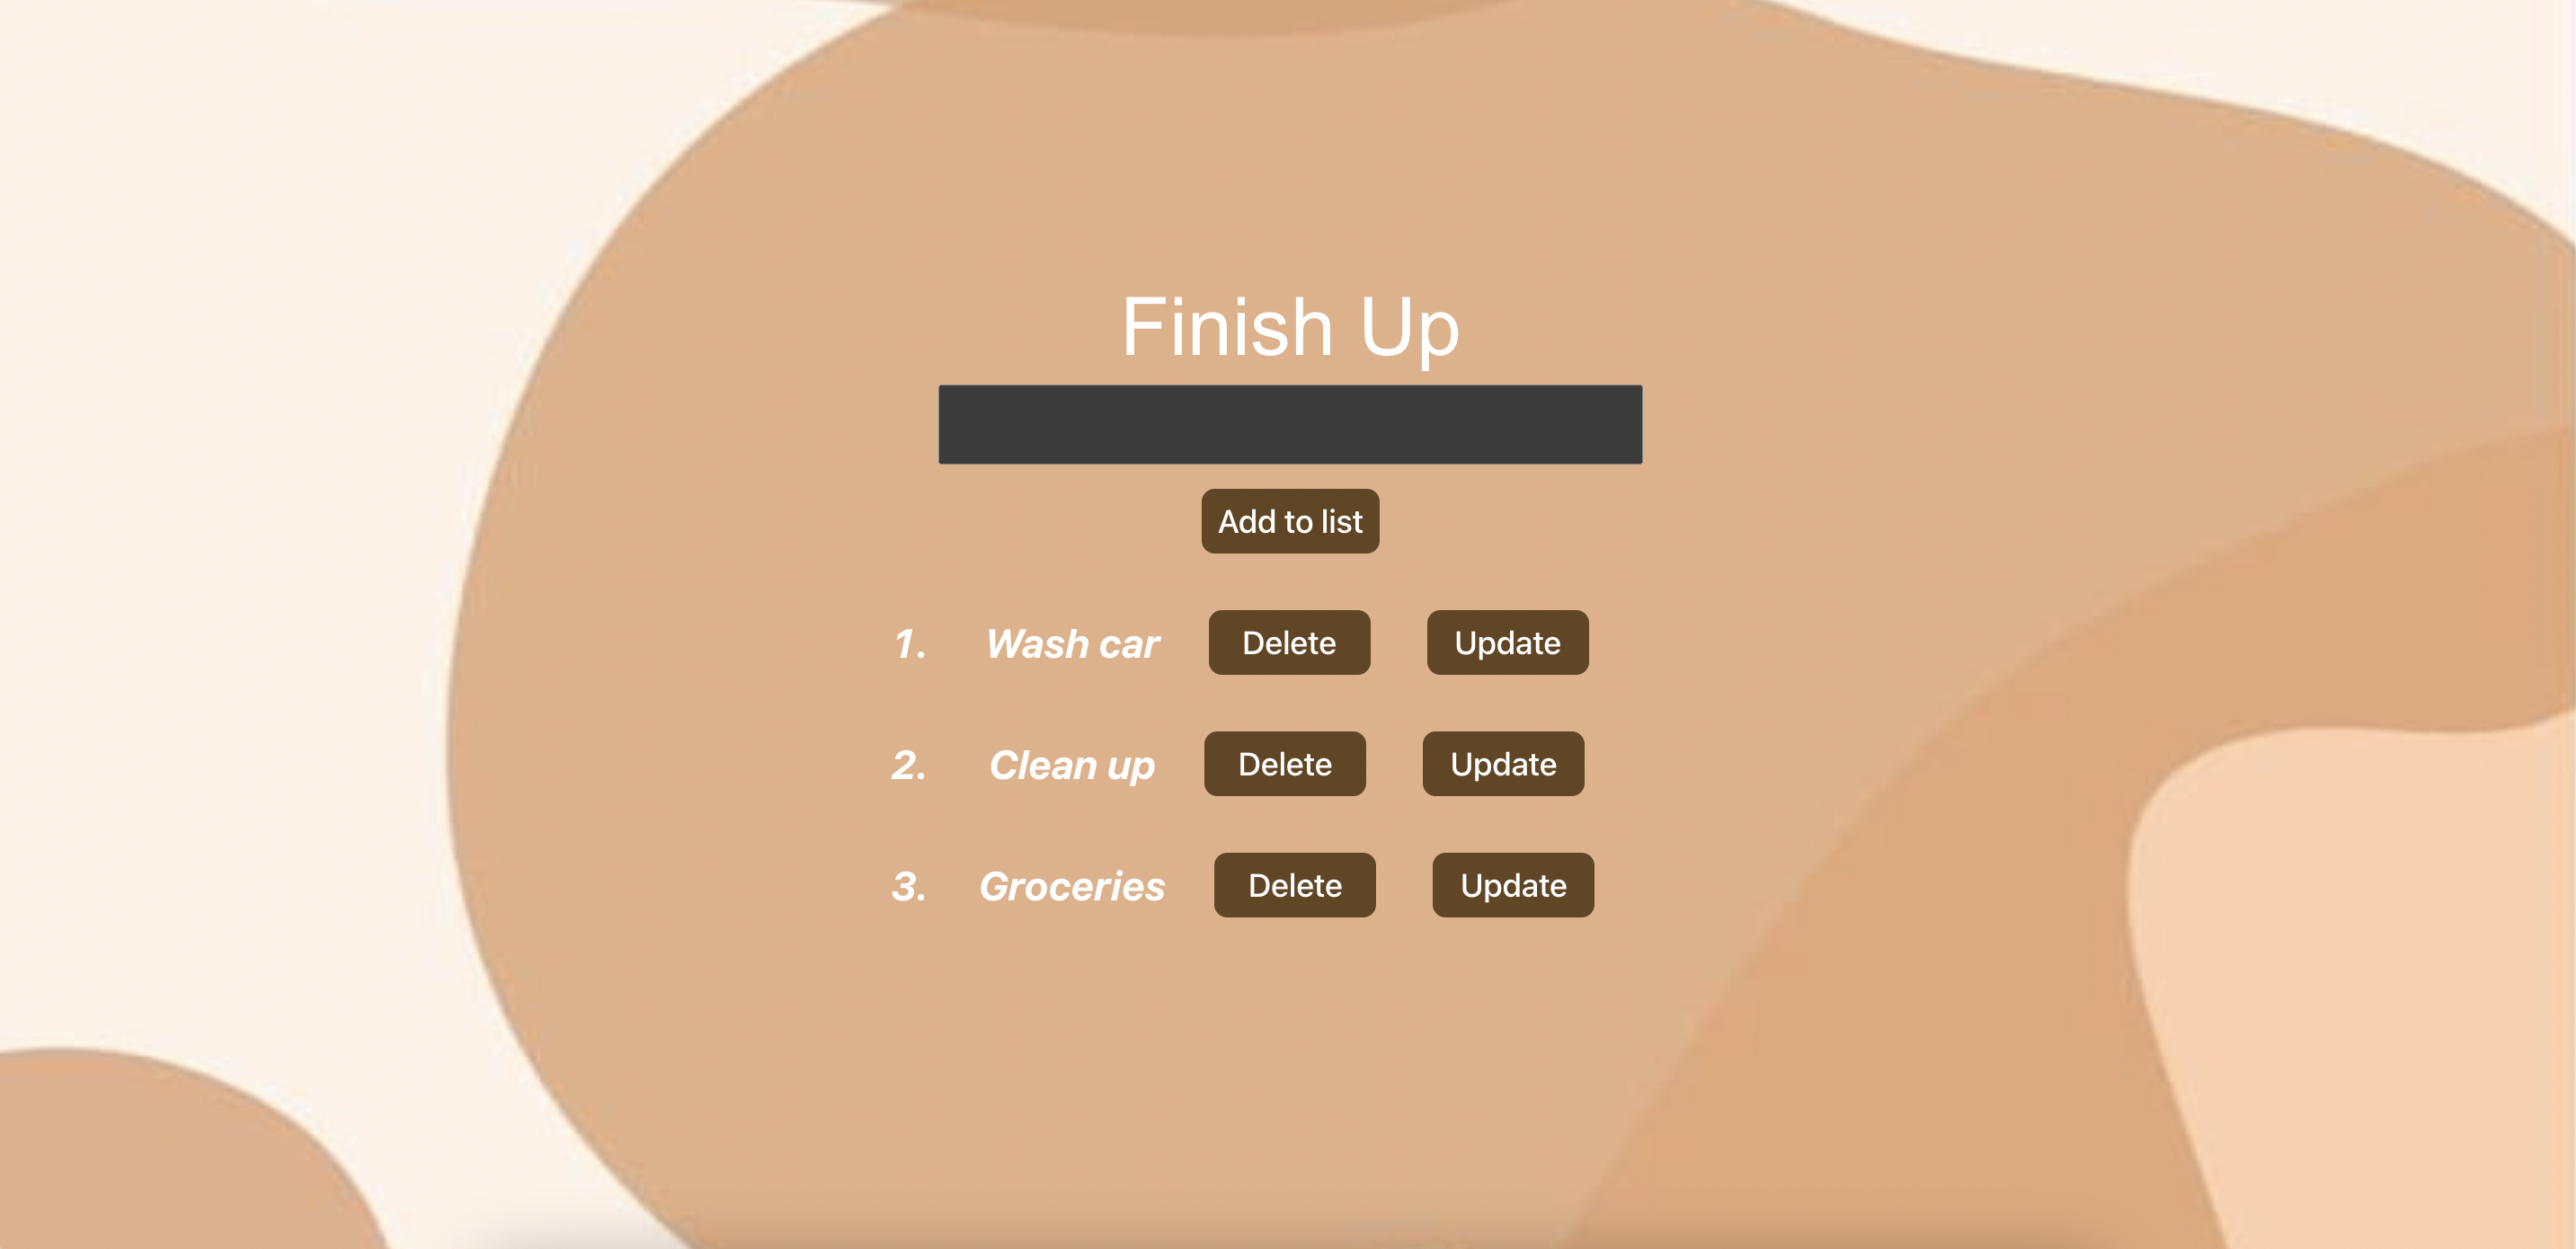 Finish Up
Add to list
1. Wash car Delete Update
2. Clean up Delete Update
3. Groceries Delete Update